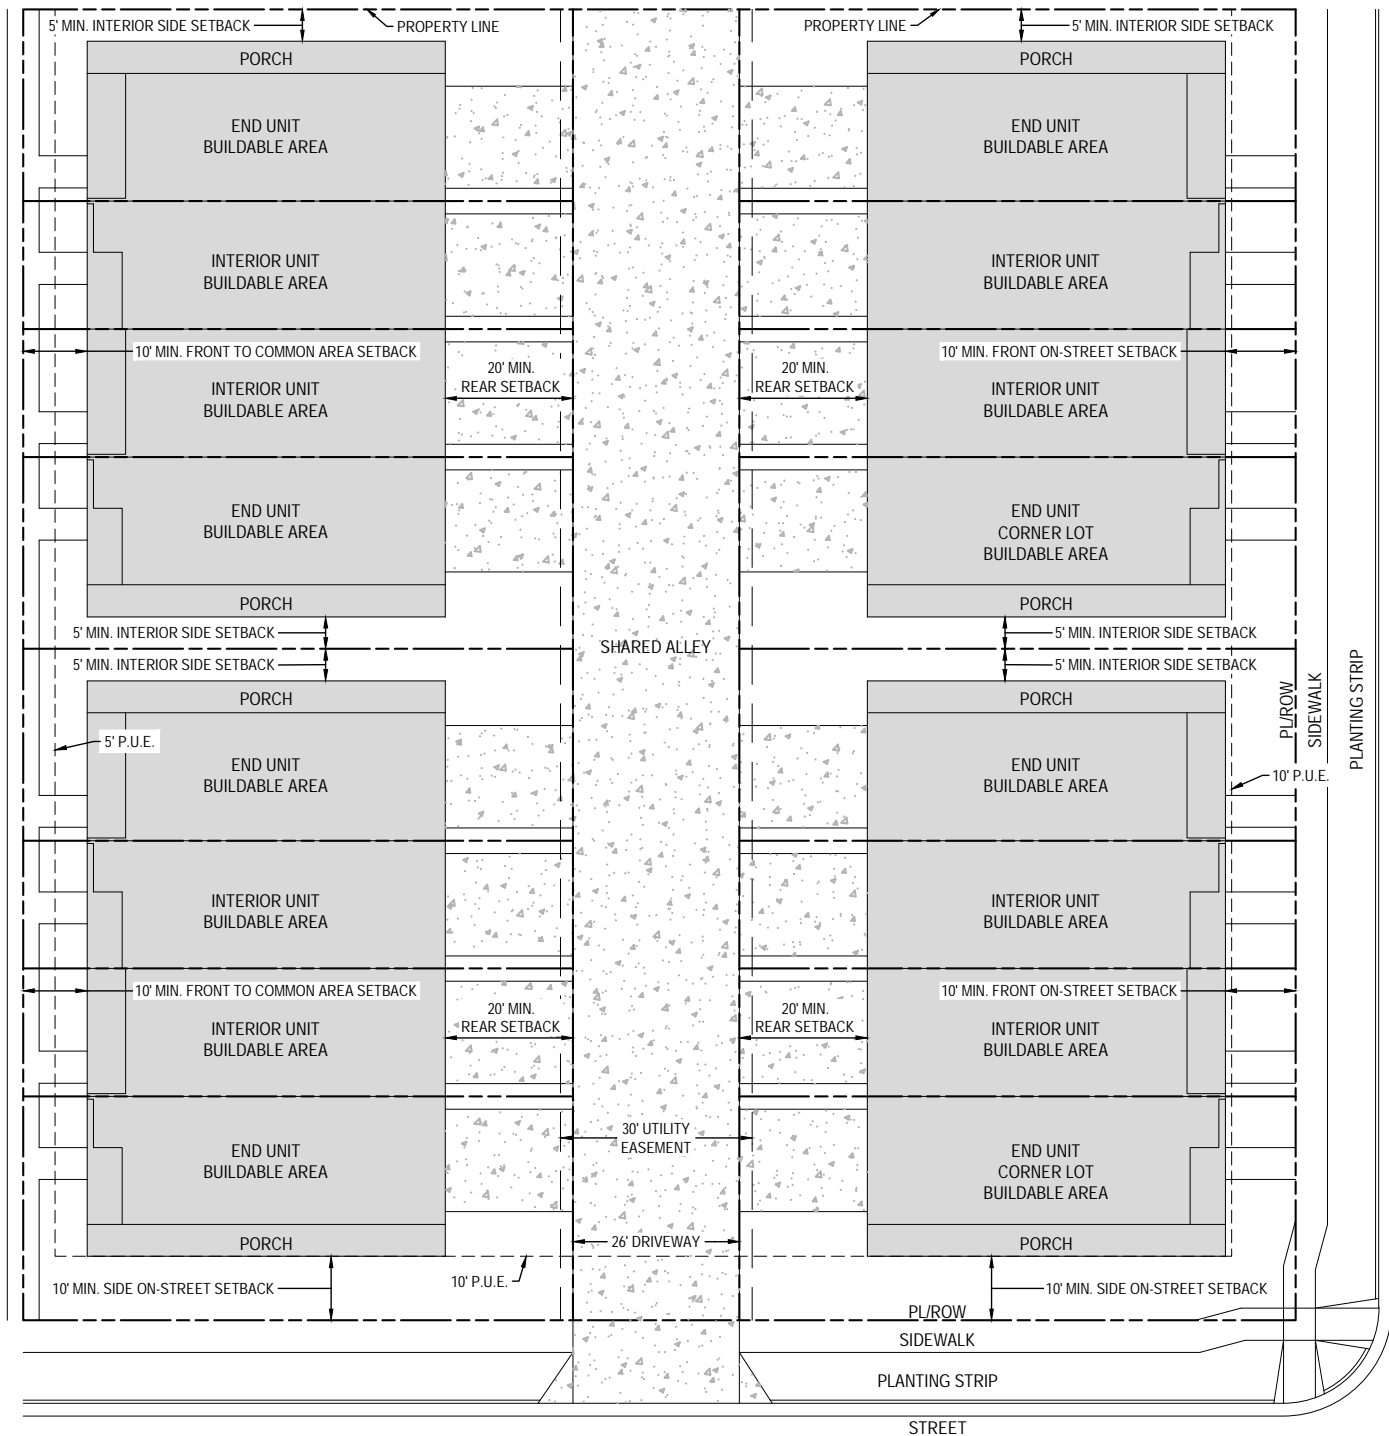 5' MIN. INTERIOR SIDE SETBACK
PROPERTY LINE
PROPERTY LINE
5' MIN. INTERIOR SIDE SETBACK
PORCH
PORCH
END UNIT
BUILDABLE AREA
END UNIT
BUILDABLE AREA
INTERIOR UNIT
BUILDABLE AREA
INTERIOR UNIT
BUILDABLE AREA
10' MIN. FRONT TO COMMON AREA SETBACK
10' MIN. FRONT ON-STREET SETBACK
20' MIN.
REAR SETBACK
20' MIN.
REAR SETBACK
INTERIOR UNIT
BUILDABLE AREA
INTERIOR UNIT
BUILDABLE AREA
END UNIT
BUILDABLE AREA
END UNIT
CORNER LOT
BUILDABLE AREA
PORCH
PORCH
5' MIN. INTERIOR SIDE SETBACK
5' MIN. INTERIOR SIDE SETBACK
SHARED ALLEY
5' MIN. INTERIOR SIDE SETBACK
5' MIN. INTERIOR SIDE SETBACK
PORCH
PORCH
PL/ROW
SIDEWALK
PLANTING STRIP
5' P.U.E.
10' P.U.E.
END UNIT
BUILDABLE AREA
END UNIT
BUILDABLE AREA
INTERIOR UNIT
BUILDABLE AREA
INTERIOR UNIT
BUILDABLE AREA
10' MIN. FRONT TO COMMON AREA SETBACK
10' MIN. FRONT ON-STREET SETBACK
20' MIN.
REAR SETBACK
20' MIN.
REAR SETBACK
INTERIOR UNIT
BUILDABLE AREA
INTERIOR UNIT
BUILDABLE AREA
30' UTILITY
EASEMENT
END UNIT
BUILDABLE AREA
END UNIT
CORNER LOT
BUILDABLE AREA
PORCH
26' DRIVEWAY
PORCH
10' MIN. SIDE ON-STREET SETBACK
10' P.U.E.
10' MIN. SIDE ON-STREET SETBACK
PL/ROW
SIDEWALK
PLANTING STRIP
STREET